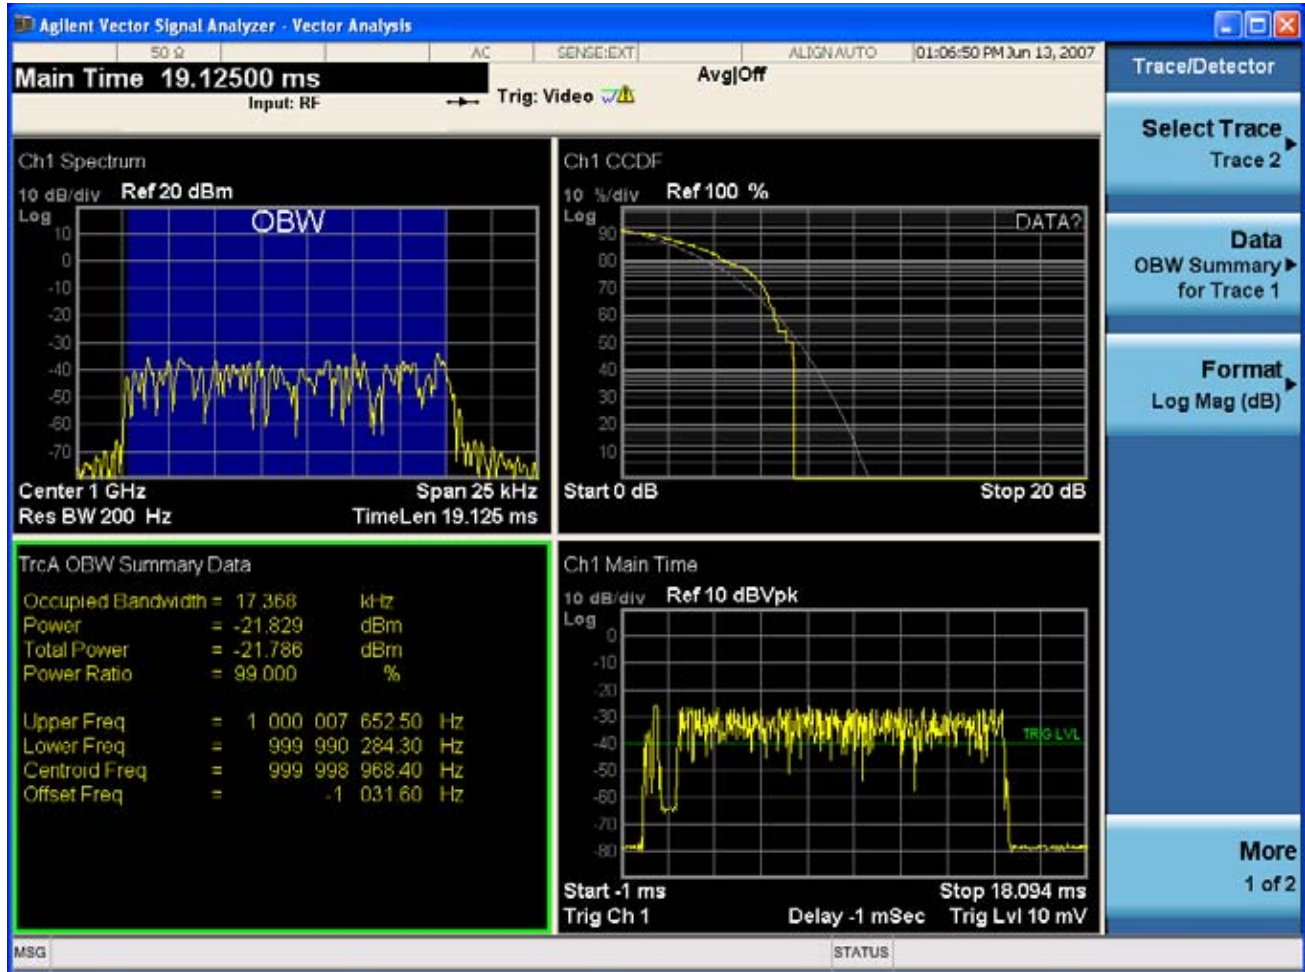 Agilent Vector Signal Analyzer - Vector Analysis
50 Ω AC SENSE:EXT ALIGN AUTO 01:06:50 PM Jun 13, 2007
Main Time 19.12500 ms
Input: RF
Trig: Video
Avg|Off
Trace/Detector
Select Trace
Trace 2
Data
OBW Summary
for Trace 1
Format
Log Mag (dB)
More
1 of 2
Ch1 Spectrum
10 dB/div Ref 20 dBm
Log
OBW
10
0
-10
-20
-30
-40
-50
-60
-70
Center 1 GHz Span 25 kHz
Res BW 200 Hz TimeLen 19.125 ms
Ch1 CCDF
10 %/div Ref 100 %
Log
DATA?
90
80
70
60
50
40
30
20
10
Start 0 dB Stop 20 dB
TrcA OBW Summary Data
Occupied Bandwidth = 17.368 kHz
Power = -21.829 dBm
Total Power = -21.786 dBm
Power Ratio = 99.000 %
Upper Freq = 1 000 007 652.50 Hz
Lower Freq = 999 990 284.30 Hz
Centroid Freq = 999 998 968.40 Hz
Offset Freq = -1 031.60 Hz
Ch1 Main Time
10 dB/div Ref 10 dBVpk
Log
0
-10
-20
-30
TRIG LVL
-40
-50
-60
-70
-80
Start -1 ms Stop 18.094 ms
Trig Ch 1 Delay -1 mSec Trig Lvl 10 mV
MSG STATUS